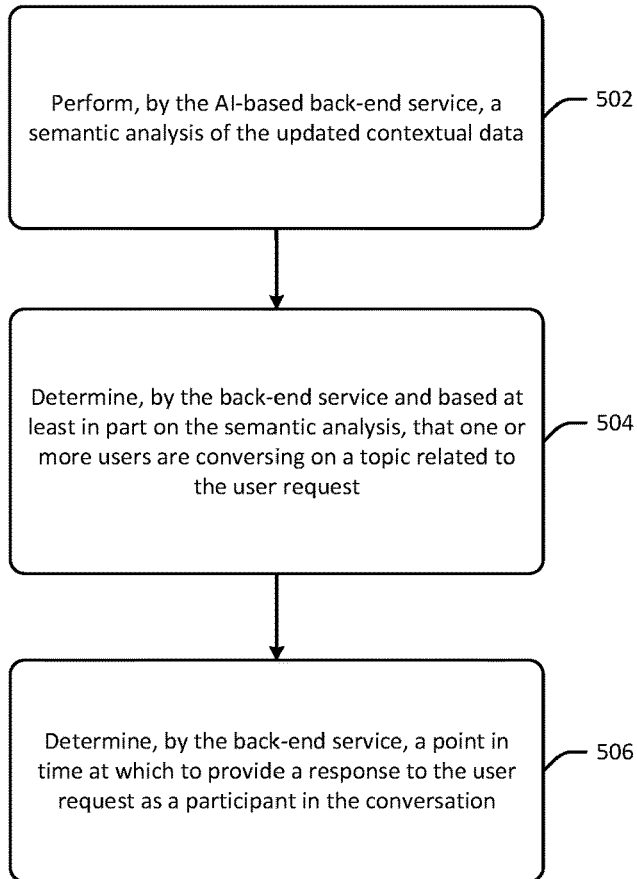 Perform, by the AI-based back-end service, a
semantic analysis of the updated contextual data
502
Determine, by the back-end service and based at
least in part on the semantic analysis, that one or
more users are conversing on a topic related to
the user request
504
Determine, by the back-end service, a point in
time at which to provide a response to the user
request as a participant in the conversation
506